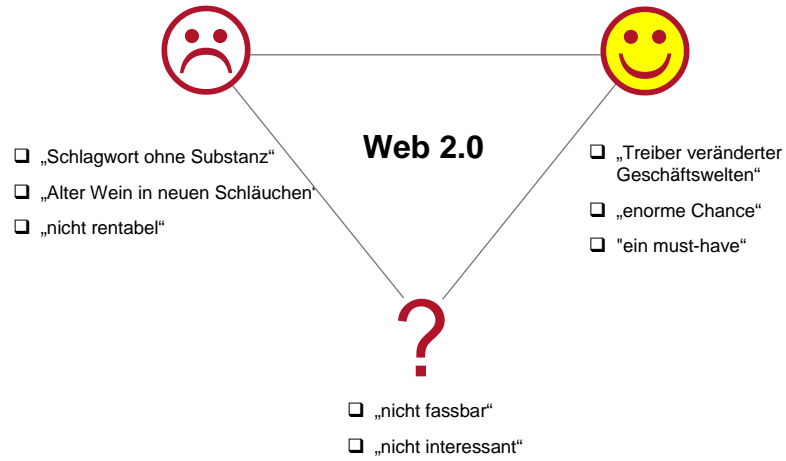 Web 2.0
❑ „Schlagwort ohne Substanz“
❑ „Alter Wein in neuen Schläuchen“
❑ „nicht rentabel“
❑ „Treiber veränderter
Geschäftswelten“
❑ „enorme Chance“
❑ "ein must-have“
?
❑ „nicht fassbar“
❑ „nicht interessant“